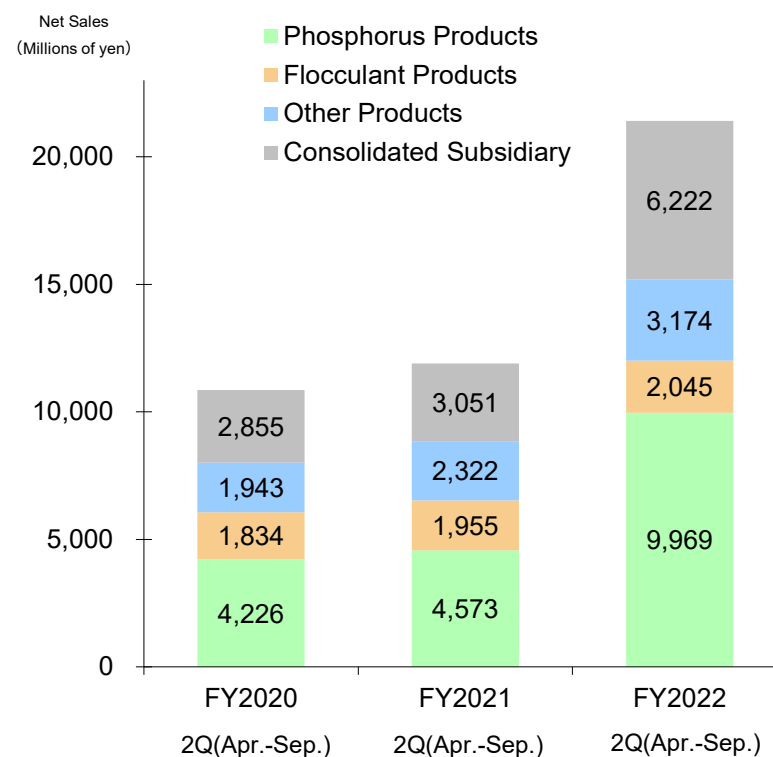 Net Sales
（Millions of yen）
Phosphorus Products
Flocculant Products
Other Products
Consolidated Subsidiary
20,000
15,000
10,000
5,000
0
2,855
1,943
1,834
4,226
3,051
2,322
1,955
4,573
6,222
3,174
2,045
9,969
FY2020
FY2021
FY2022
2Q(Apr.-Sep.)
2Q(Apr.-Sep.)
2Q(Apr.-Sep.)